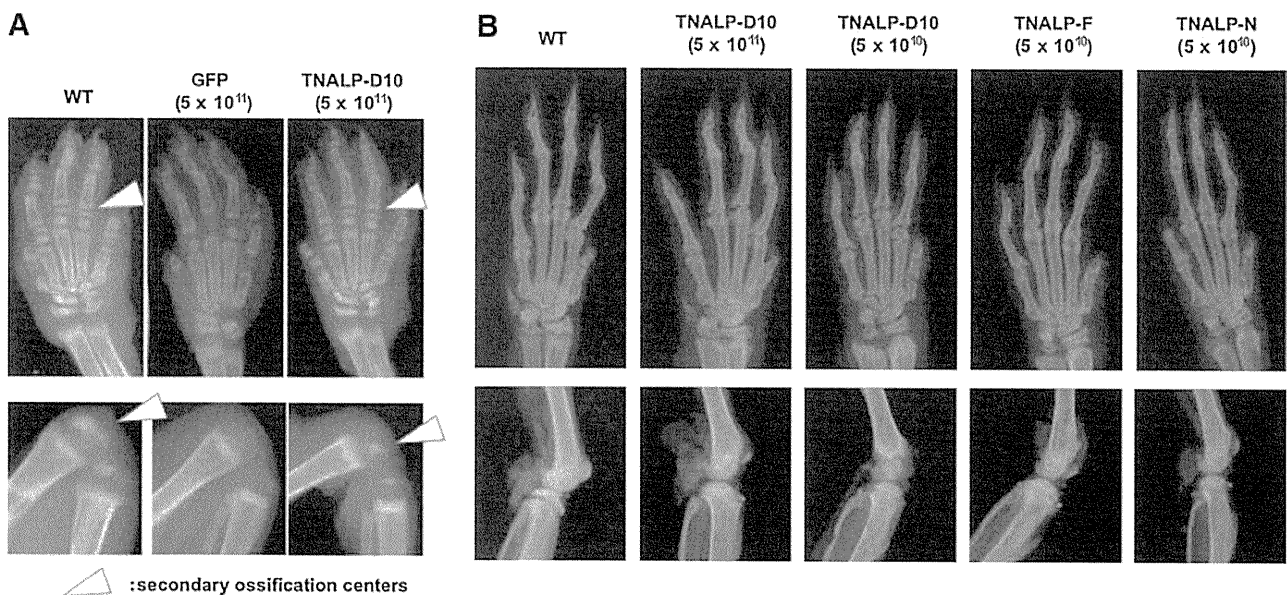 A
WT
GFP
(5 x 10¹¹)
TNALP-D10
(5 x 10¹¹)
B
WT
TNALP-D10
(5 x 10¹¹)
TNALP-D10
(5 x 10¹⁰)
TNALP-F
(5 x 10¹⁰)
TNALP-N
(5 x 10¹⁰)
:secondary ossification centers